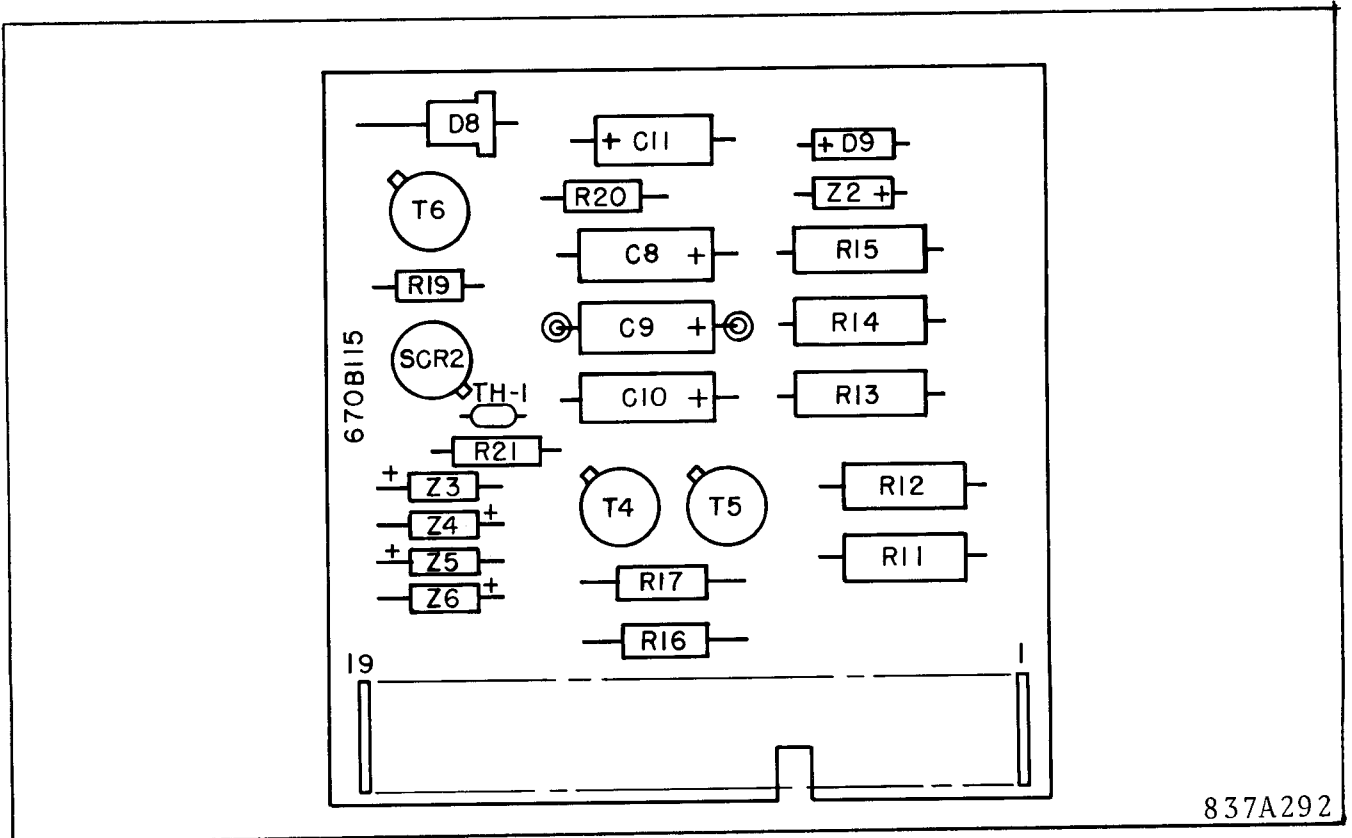 D8
+ C11
+ D9
R20
Z2 +
T6
C8 +
R15
R19
C9 +
R14
SCR2
670B115
TH-1
C10 +
R13
R21
+ Z3
T4
T5
R12
Z4 +
+ Z5
R11
Z6 +
R17
R16
19
1
837A292